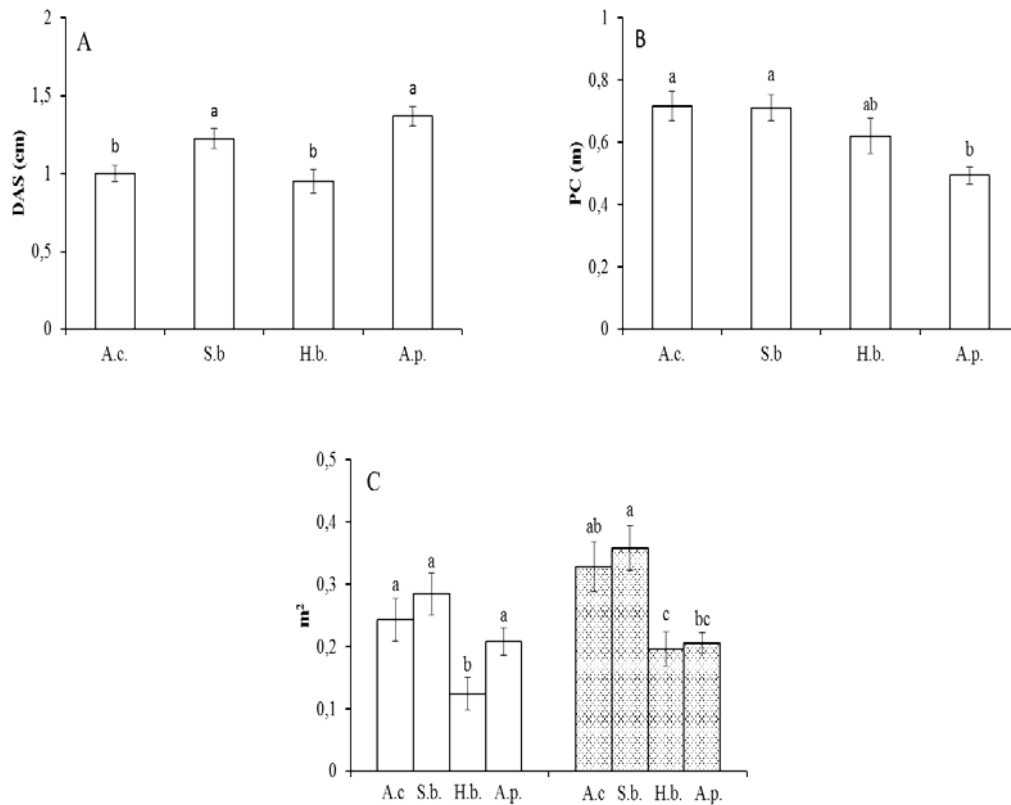 A
DAS (cm)
2
1,5
1
0,5
0
b
a
b
a
A.c.
S.b
H.b.
A.p.
B
PC (m)
1
0,8
0,6
0,4
0,2
0
a
a
ab
b
A.c.
S.b
H.b.
A.p.
C
m²
0,5
0,4
0,3
0,2
0,1
0
a
a
b
a
ab
a
c
bc
A.c
S.b.
H.b.
A.p.
A.c
S.b.
H.b.
A.p.